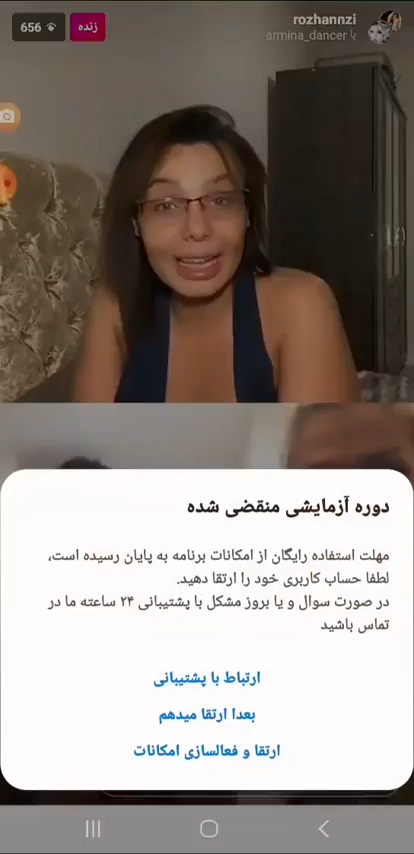 rozhannzi
با armina_dancer
زنده
656
دوره آزمایشی منقضی شده
مهلت استفاده رایگان از امکانات برنامه به پایان رسیده است،
لطفا حساب کاربری خود را ارتقا دهید.
در صورت سوال و یا بروز مشکل با پشتیبانی ۲۴ ساعته ما در
تماس باشید
ارتباط با پشتیبانی
بعدا ارتقا میدهم
ارتقا و فعالسازی امکانات